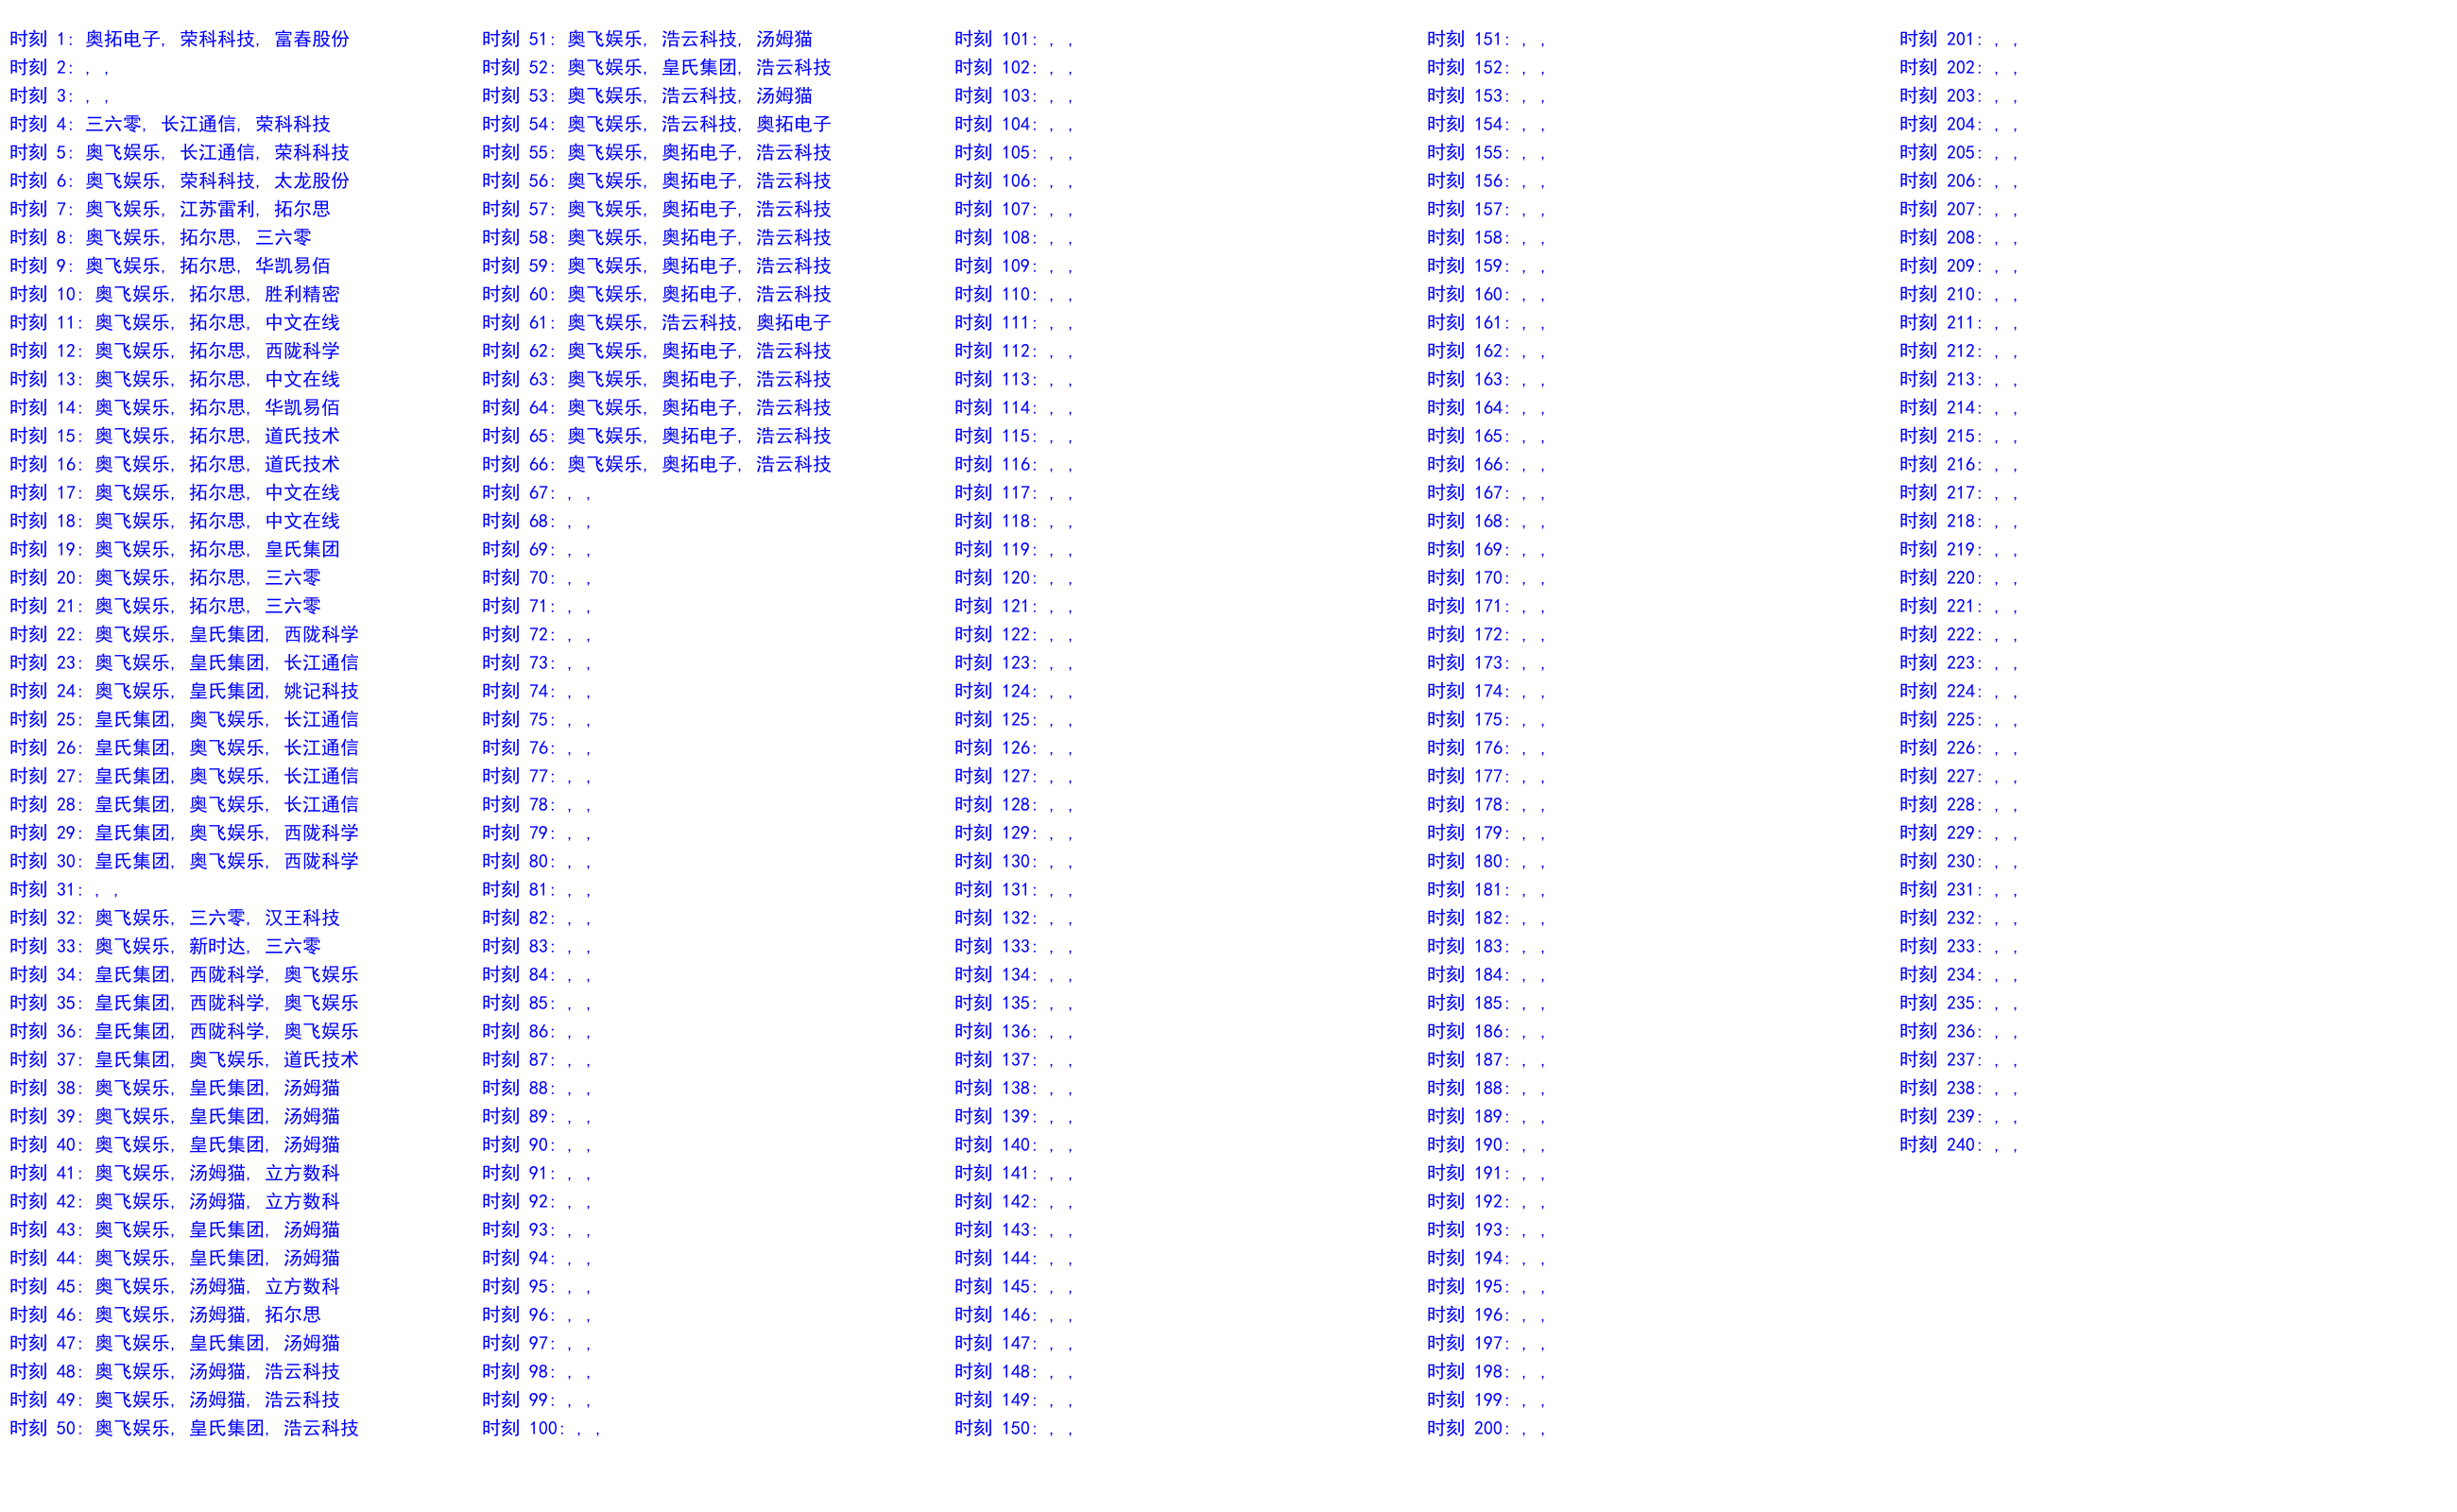 时刻 1: 奥拓电子, 荣科科技, 富春股份
时刻 2: , ,
时刻 3: , ,
时刻 4: 三六零, 长江通信, 荣科科技
时刻 5: 奥飞娱乐, 长江通信, 荣科科技
时刻 6: 奥飞娱乐, 荣科科技, 太龙股份
时刻 7: 奥飞娱乐, 江苏雷利, 拓尔思
时刻 8: 奥飞娱乐, 拓尔思, 三六零
时刻 9: 奥飞娱乐, 拓尔思, 华凯易佰
时刻 10: 奥飞娱乐, 拓尔思, 胜利精密
时刻 11: 奥飞娱乐, 拓尔思, 中文在线
时刻 12: 奥飞娱乐, 拓尔思, 西陇科学
时刻 13: 奥飞娱乐, 拓尔思, 中文在线
时刻 14: 奥飞娱乐, 拓尔思, 华凯易佰
时刻 15: 奥飞娱乐, 拓尔思, 道氏技术
时刻 16: 奥飞娱乐, 拓尔思, 道氏技术
时刻 17: 奥飞娱乐, 拓尔思, 中文在线
时刻 18: 奥飞娱乐, 拓尔思, 中文在线
时刻 19: 奥飞娱乐, 拓尔思, 皇氏集团
时刻 20: 奥飞娱乐, 拓尔思, 三六零
时刻 21: 奥飞娱乐, 拓尔思, 三六零
时刻 22: 奥飞娱乐, 皇氏集团, 西陇科学
时刻 23: 奥飞娱乐, 皇氏集团, 长江通信
时刻 24: 奥飞娱乐, 皇氏集团, 姚记科技
时刻 25: 皇氏集团, 奥飞娱乐, 长江通信
时刻 26: 皇氏集团, 奥飞娱乐, 长江通信
时刻 27: 皇氏集团, 奥飞娱乐, 长江通信
时刻 28: 皇氏集团, 奥飞娱乐, 长江通信
时刻 29: 皇氏集团, 奥飞娱乐, 西陇科学
时刻 30: 皇氏集团, 奥飞娱乐, 西陇科学
时刻 31: , ,
时刻 32: 奥飞娱乐, 三六零, 汉王科技
时刻 33: 奥飞娱乐, 新时达, 三六零
时刻 34: 皇氏集团, 西陇科学, 奥飞娱乐
时刻 35: 皇氏集团, 西陇科学, 奥飞娱乐
时刻 36: 皇氏集团, 西陇科学, 奥飞娱乐
时刻 37: 皇氏集团, 奥飞娱乐, 道氏技术
时刻 38: 奥飞娱乐, 皇氏集团, 汤姆猫
时刻 39: 奥飞娱乐, 皇氏集团, 汤姆猫
时刻 40: 奥飞娱乐, 皇氏集团, 汤姆猫
时刻 41: 奥飞娱乐, 汤姆猫, 立方数科
时刻 42: 奥飞娱乐, 汤姆猫, 立方数科
时刻 43: 奥飞娱乐, 皇氏集团, 汤姆猫
时刻 44: 奥飞娱乐, 皇氏集团, 汤姆猫
时刻 45: 奥飞娱乐, 汤姆猫, 立方数科
时刻 46: 奥飞娱乐, 汤姆猫, 拓尔思
时刻 47: 奥飞娱乐, 皇氏集团, 汤姆猫
时刻 48: 奥飞娱乐, 汤姆猫, 浩云科技
时刻 49: 奥飞娱乐, 汤姆猫, 浩云科技
时刻 50: 奥飞娱乐, 皇氏集团, 浩云科技
时刻 51: 奥飞娱乐, 浩云科技, 汤姆猫
时刻 52: 奥飞娱乐, 皇氏集团, 浩云科技
时刻 53: 奥飞娱乐, 浩云科技, 汤姆猫
时刻 54: 奥飞娱乐, 浩云科技, 奥拓电子
时刻 55: 奥飞娱乐, 奥拓电子, 浩云科技
时刻 56: 奥飞娱乐, 奥拓电子, 浩云科技
时刻 57: 奥飞娱乐, 奥拓电子, 浩云科技
时刻 58: 奥飞娱乐, 奥拓电子, 浩云科技
时刻 59: 奥飞娱乐, 奥拓电子, 浩云科技
时刻 60: 奥飞娱乐, 奥拓电子, 浩云科技
时刻 61: 奥飞娱乐, 浩云科技, 奥拓电子
时刻 62: 奥飞娱乐, 奥拓电子, 浩云科技
时刻 63: 奥飞娱乐, 奥拓电子, 浩云科技
时刻 64: 奥飞娱乐, 奥拓电子, 浩云科技
时刻 65: 奥飞娱乐, 奥拓电子, 浩云科技
时刻 66: 奥飞娱乐, 奥拓电子, 浩云科技
时刻 67: , ,
时刻 68: , ,
时刻 69: , ,
时刻 70: , ,
时刻 71: , ,
时刻 72: , ,
时刻 73: , ,
时刻 74: , ,
时刻 75: , ,
时刻 76: , ,
时刻 77: , ,
时刻 78: , ,
时刻 79: , ,
时刻 80: , ,
时刻 81: , ,
时刻 82: , ,
时刻 83: , ,
时刻 84: , ,
时刻 85: , ,
时刻 86: , ,
时刻 87: , ,
时刻 88: , ,
时刻 89: , ,
时刻 90: , ,
时刻 91: , ,
时刻 92: , ,
时刻 93: , ,
时刻 94: , ,
时刻 95: , ,
时刻 96: , ,
时刻 97: , ,
时刻 98: , ,
时刻 99: , ,
时刻 100: , ,
时刻 101: , ,
时刻 102: , ,
时刻 103: , ,
时刻 104: , ,
时刻 105: , ,
时刻 106: , ,
时刻 107: , ,
时刻 108: , ,
时刻 109: , ,
时刻 110: , ,
时刻 111: , ,
时刻 112: , ,
时刻 113: , ,
时刻 114: , ,
时刻 115: , ,
时刻 116: , ,
时刻 117: , ,
时刻 118: , ,
时刻 119: , ,
时刻 120: , ,
时刻 121: , ,
时刻 122: , ,
时刻 123: , ,
时刻 124: , ,
时刻 125: , ,
时刻 126: , ,
时刻 127: , ,
时刻 128: , ,
时刻 129: , ,
时刻 130: , ,
时刻 131: , ,
时刻 132: , ,
时刻 133: , ,
时刻 134: , ,
时刻 135: , ,
时刻 136: , ,
时刻 137: , ,
时刻 138: , ,
时刻 139: , ,
时刻 140: , ,
时刻 141: , ,
时刻 142: , ,
时刻 143: , ,
时刻 144: , ,
时刻 145: , ,
时刻 146: , ,
时刻 147: , ,
时刻 148: , ,
时刻 149: , ,
时刻 150: , ,
时刻 151: , ,
时刻 152: , ,
时刻 153: , ,
时刻 154: , ,
时刻 155: , ,
时刻 156: , ,
时刻 157: , ,
时刻 158: , ,
时刻 159: , ,
时刻 160: , ,
时刻 161: , ,
时刻 162: , ,
时刻 163: , ,
时刻 164: , ,
时刻 165: , ,
时刻 166: , ,
时刻 167: , ,
时刻 168: , ,
时刻 169: , ,
时刻 170: , ,
时刻 171: , ,
时刻 172: , ,
时刻 173: , ,
时刻 174: , ,
时刻 175: , ,
时刻 176: , ,
时刻 177: , ,
时刻 178: , ,
时刻 179: , ,
时刻 180: , ,
时刻 181: , ,
时刻 182: , ,
时刻 183: , ,
时刻 184: , ,
时刻 185: , ,
时刻 186: , ,
时刻 187: , ,
时刻 188: , ,
时刻 189: , ,
时刻 190: , ,
时刻 191: , ,
时刻 192: , ,
时刻 193: , ,
时刻 194: , ,
时刻 195: , ,
时刻 196: , ,
时刻 197: , ,
时刻 198: , ,
时刻 199: , ,
时刻 200: , ,
时刻 201: , ,
时刻 202: , ,
时刻 203: , ,
时刻 204: , ,
时刻 205: , ,
时刻 206: , ,
时刻 207: , ,
时刻 208: , ,
时刻 209: , ,
时刻 210: , ,
时刻 211: , ,
时刻 212: , ,
时刻 213: , ,
时刻 214: , ,
时刻 215: , ,
时刻 216: , ,
时刻 217: , ,
时刻 218: , ,
时刻 219: , ,
时刻 220: , ,
时刻 221: , ,
时刻 222: , ,
时刻 223: , ,
时刻 224: , ,
时刻 225: , ,
时刻 226: , ,
时刻 227: , ,
时刻 228: , ,
时刻 229: , ,
时刻 230: , ,
时刻 231: , ,
时刻 232: , ,
时刻 233: , ,
时刻 234: , ,
时刻 235: , ,
时刻 236: , ,
时刻 237: , ,
时刻 238: , ,
时刻 239: , ,
时刻 240: , ,